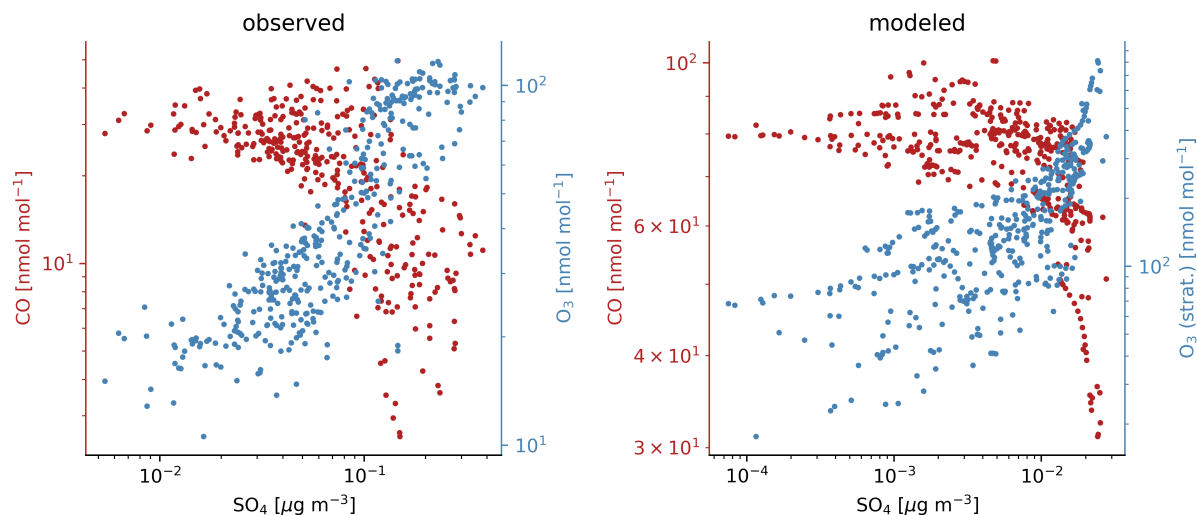 observed
CO [nmol mol⁻¹]
10¹
10²
10¹
O₃ [nmol mol⁻¹]
10⁻²
10⁻¹
SO₄ [μg m⁻³]
modeled
CO [nmol mol⁻¹]
10²
6 × 10¹
4 × 10¹
3 × 10¹
10²
O₃ (strat.) [nmol mol⁻¹]
10⁻⁴
10⁻³
10⁻²
SO₄ [μg m⁻³]